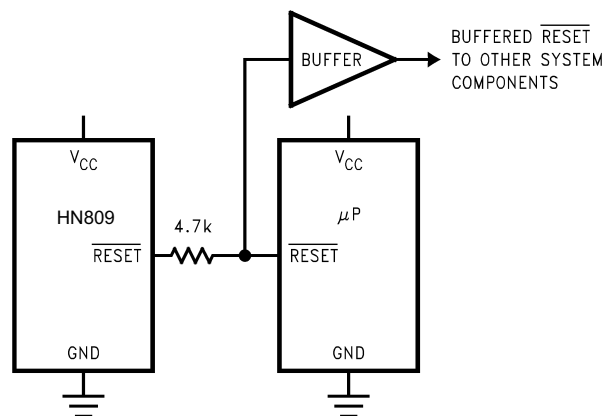 BUFFER
BUFFERED RESET
TO OTHER SYSTEM
COMPONENTS
VCC
HN809
RESET
GND
4.7k
VCC
μP
RESET
GND